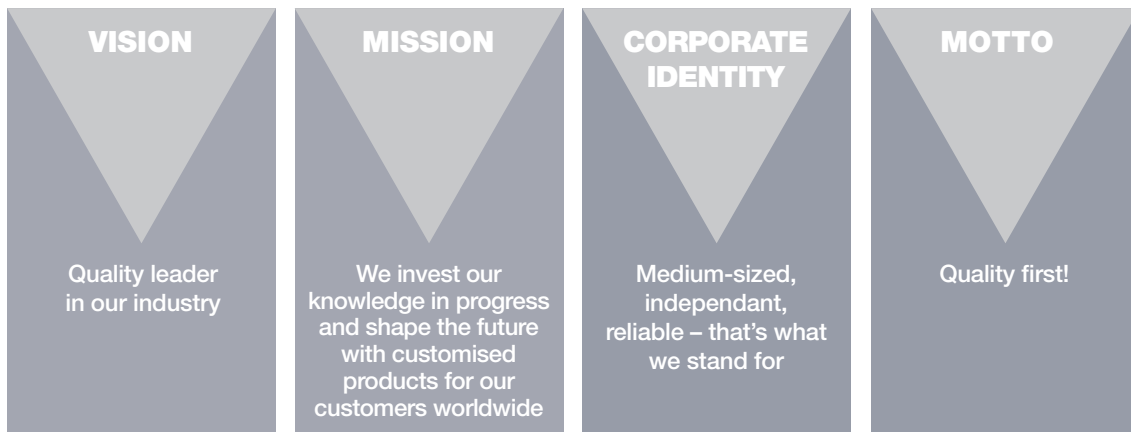 VISION
Quality leader
in our industry
MISSION
We invest our
knowledge in progress
and shape the future
with customised
products for our
customers worldwide
CORPORATE
IDENTITY
Medium-sized,
independant,
reliable – that's what
we stand for
MOTTO
Quality first!